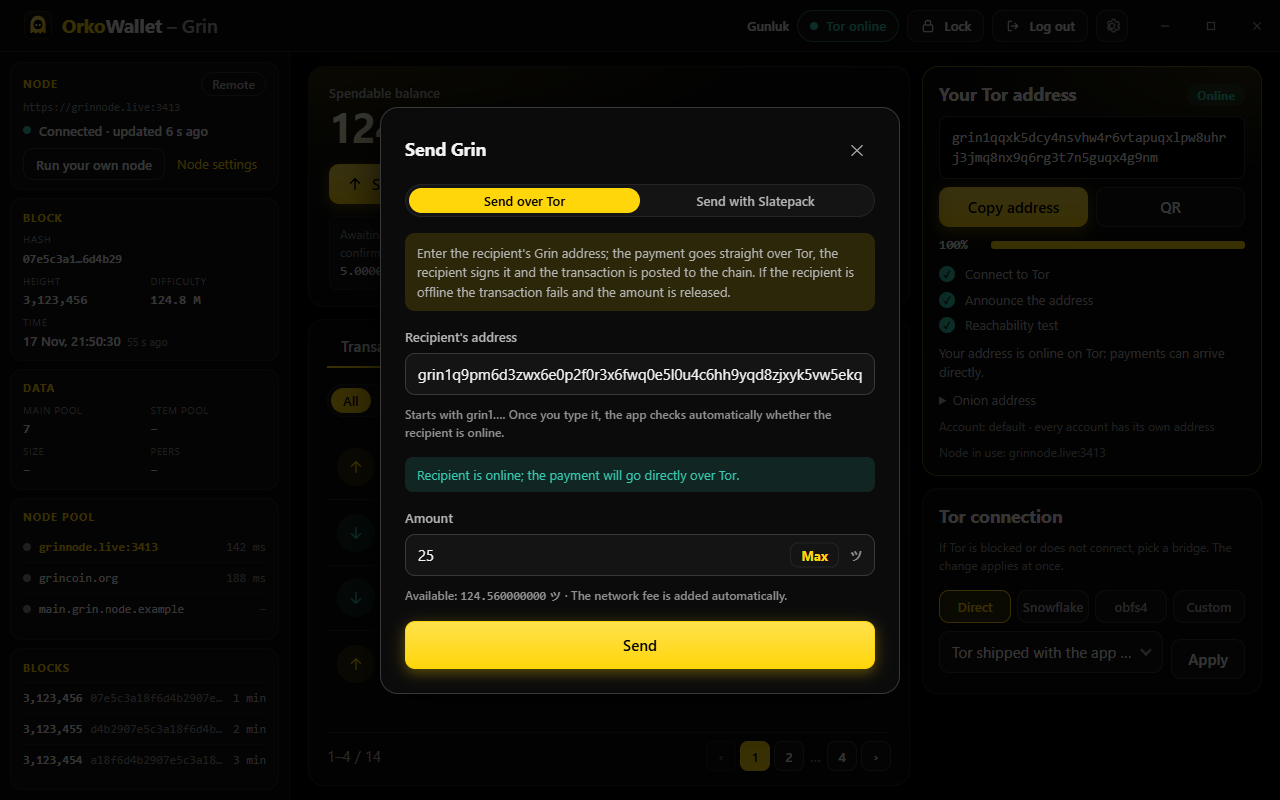 OrkoWallet – Grin
Gunluk
Tor online
Lock
Log out
NODE
Remote
https://grinnode.live:3413
Connected · updated 6 s ago
Run your own node
Node settings
BLOCK
HASH
07e5c3a1…6d4b29
HEIGHT
DIFFICULTY
3,123,456
124.8 M
TIME
17 Nov, 21:50:30 55 s ago
DATA
MAIN POOL
STEM POOL
7
–
SIZE
PEERS
–
–
NODE POOL
grinnode.live:3413 142 ms
grincoin.org 188 ms
main.grin.node.example –
BLOCKS
3,123,456 07e5c3a18f6d4b2907e… 1 min
3,123,455 d4b2907e5c3a18f6d4b… 2 min
3,123,454 a18f6d4b2907e5c3a18… 3 min
Spendable balance
Send Grin
Send over Tor
Send with Slatepack
Enter the recipient's Grin address; the payment goes straight over Tor, the
recipient signs it and the transaction is posted to the chain. If the recipient is
offline the transaction fails and the amount is released.
Recipient's address
grin1q9pm6d3zwx6e0p2f0r3x6fwq0e5l0u4c6hh9yqd8zjxyk5vw5ekq
Starts with grin1.... Once you type it, the app checks automatically whether the
recipient is online.
Recipient is online; the payment will go directly over Tor.
Amount
25
Max
ツ
Available: 124.560000000 ツ · The network fee is added automatically.
Send
All
1–4 / 14
‹ 1 2 … 4 ›
Your Tor address
Online
grin1qqxk5dcy4nsvhw4r6vtapuqxlpw8uhr
j3jmq8nx9q6rg3t7n5guqx4g9nm
Copy address
QR
100%
Connect to Tor
Announce the address
Reachability test
Your address is online on Tor: payments can arrive
directly.
Onion address
Account: default · every account has its own address
Node in use: grinnode.live:3413
Tor connection
If Tor is blocked or does not connect, pick a bridge. The
change applies at once.
Direct
Snowflake
obfs4
Custom
Tor shipped with the app ...
Apply